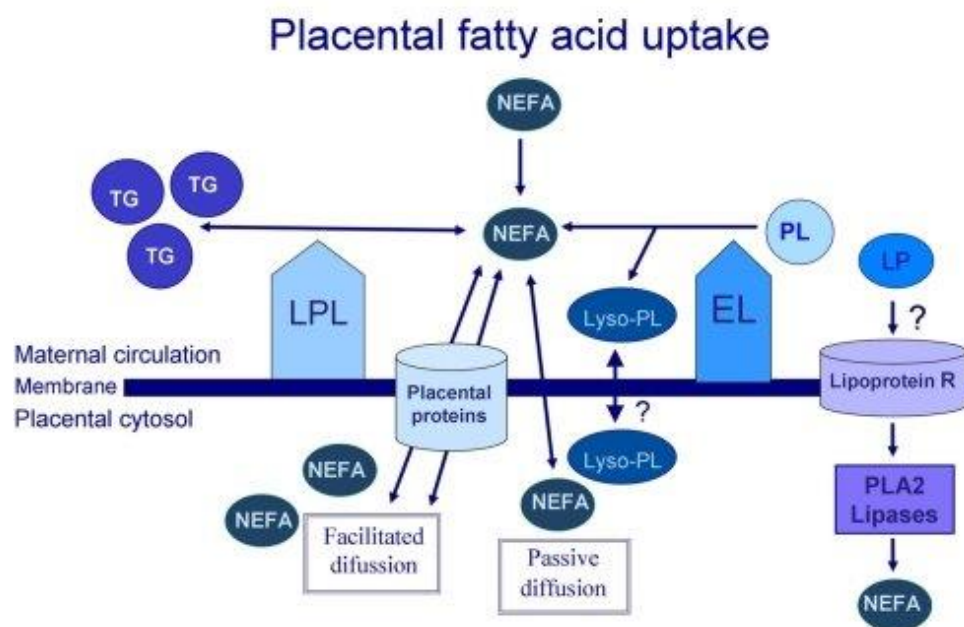 Placental fatty acid uptake
NEFA
TG
TG
TG
NEFA
PL
LP
LPL
Lyso-PL
EL
?
Maternal circulation
Membrane
Placental cytosol
Placental
proteins
Lipoprotein R
?
Lyso-PL
NEFA
NEFA
NEFA
PLA2
Lipases
Facilitated
difussion
Passive
diffusion
NEFA